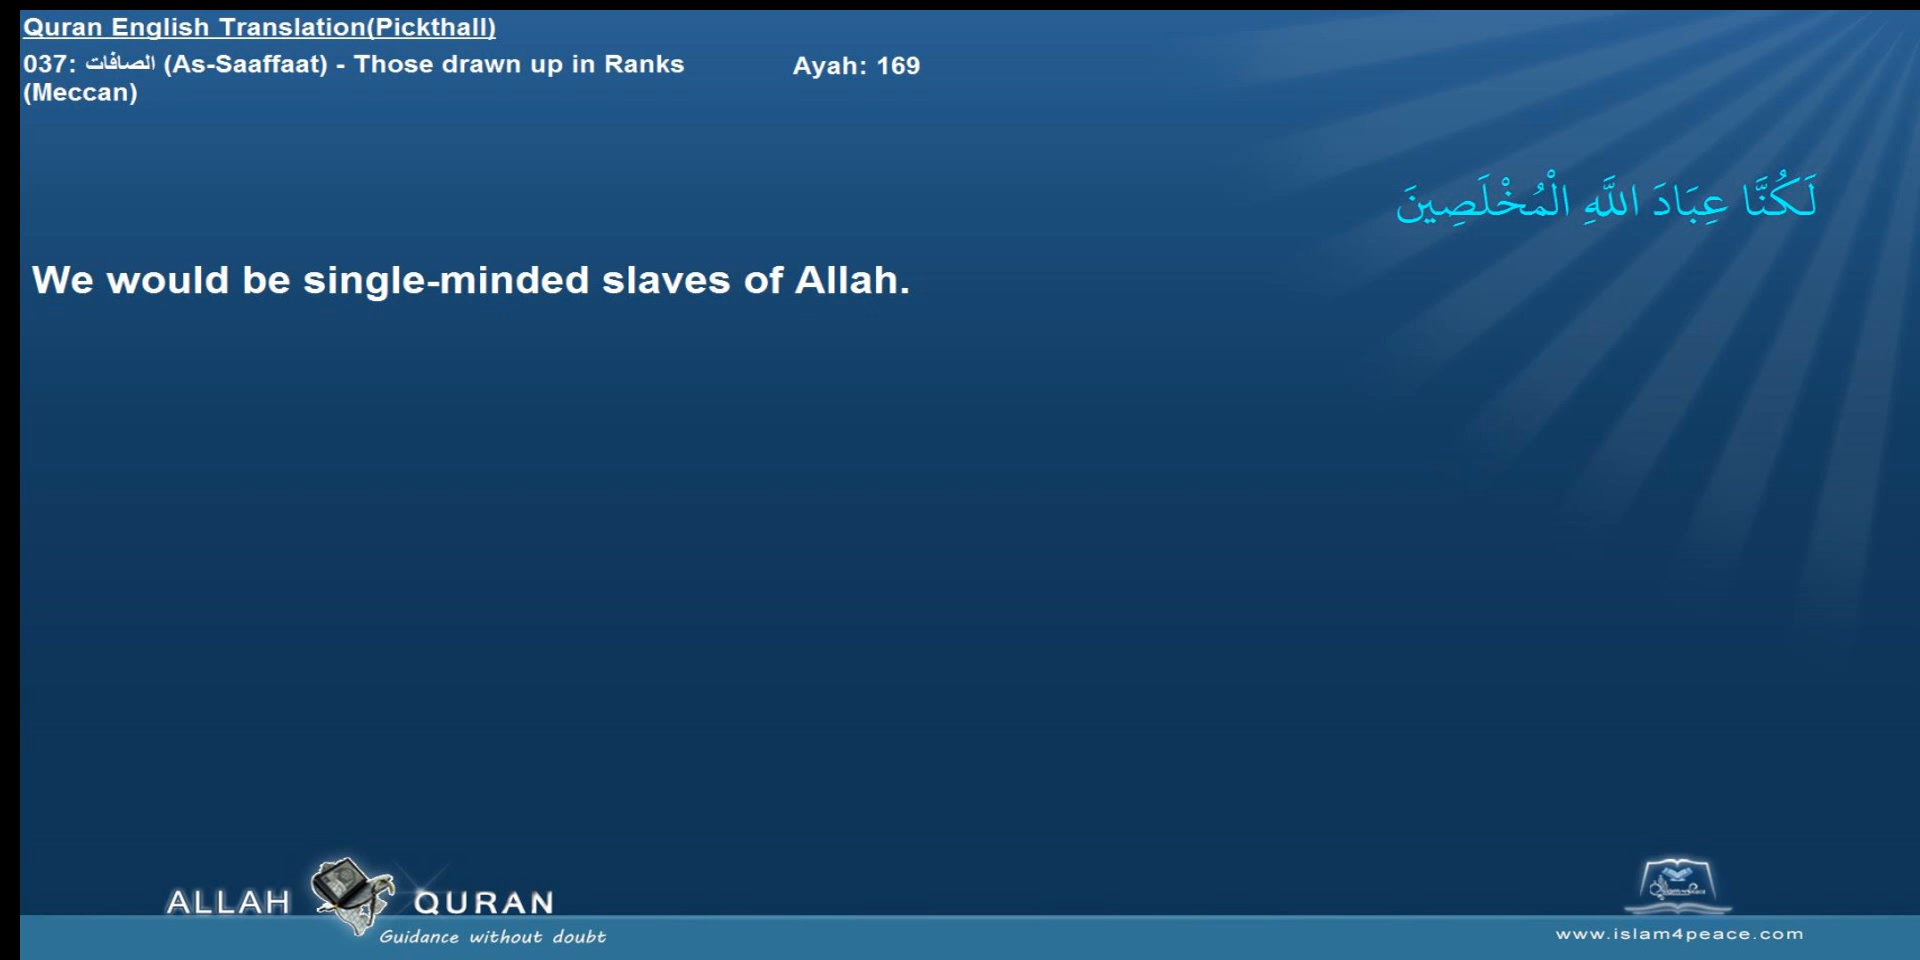 Quran English Translation(Pickthall)
037: الصافات (As-Saaffaat) - Those drawn up in Ranks
(Meccan)
Ayah: 169
لَكُنَّا عِبَادَ اللَّهِ الْمُخْلَصِينَ
We would be single-minded slaves of Allah.
ALLAH QURAN
Guidance without doubt
www.islam4peace.com